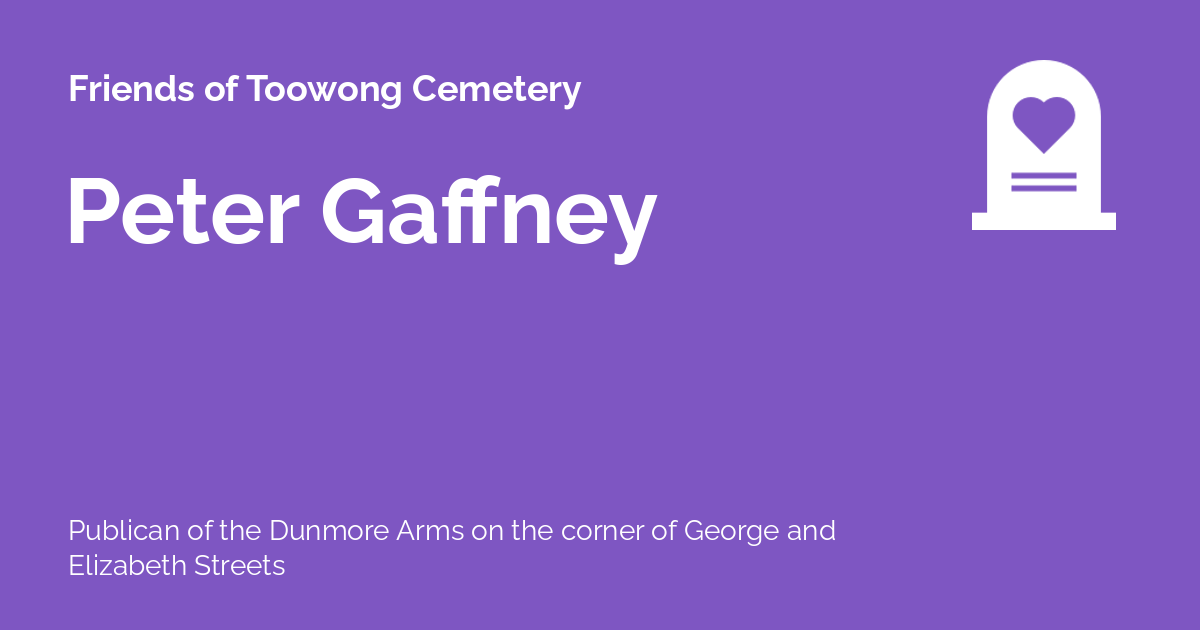 Friends of Toowong Cemetery
Peter Gaffney
Publican of the Dunmore Arms on the corner of George and
Elizabeth Streets